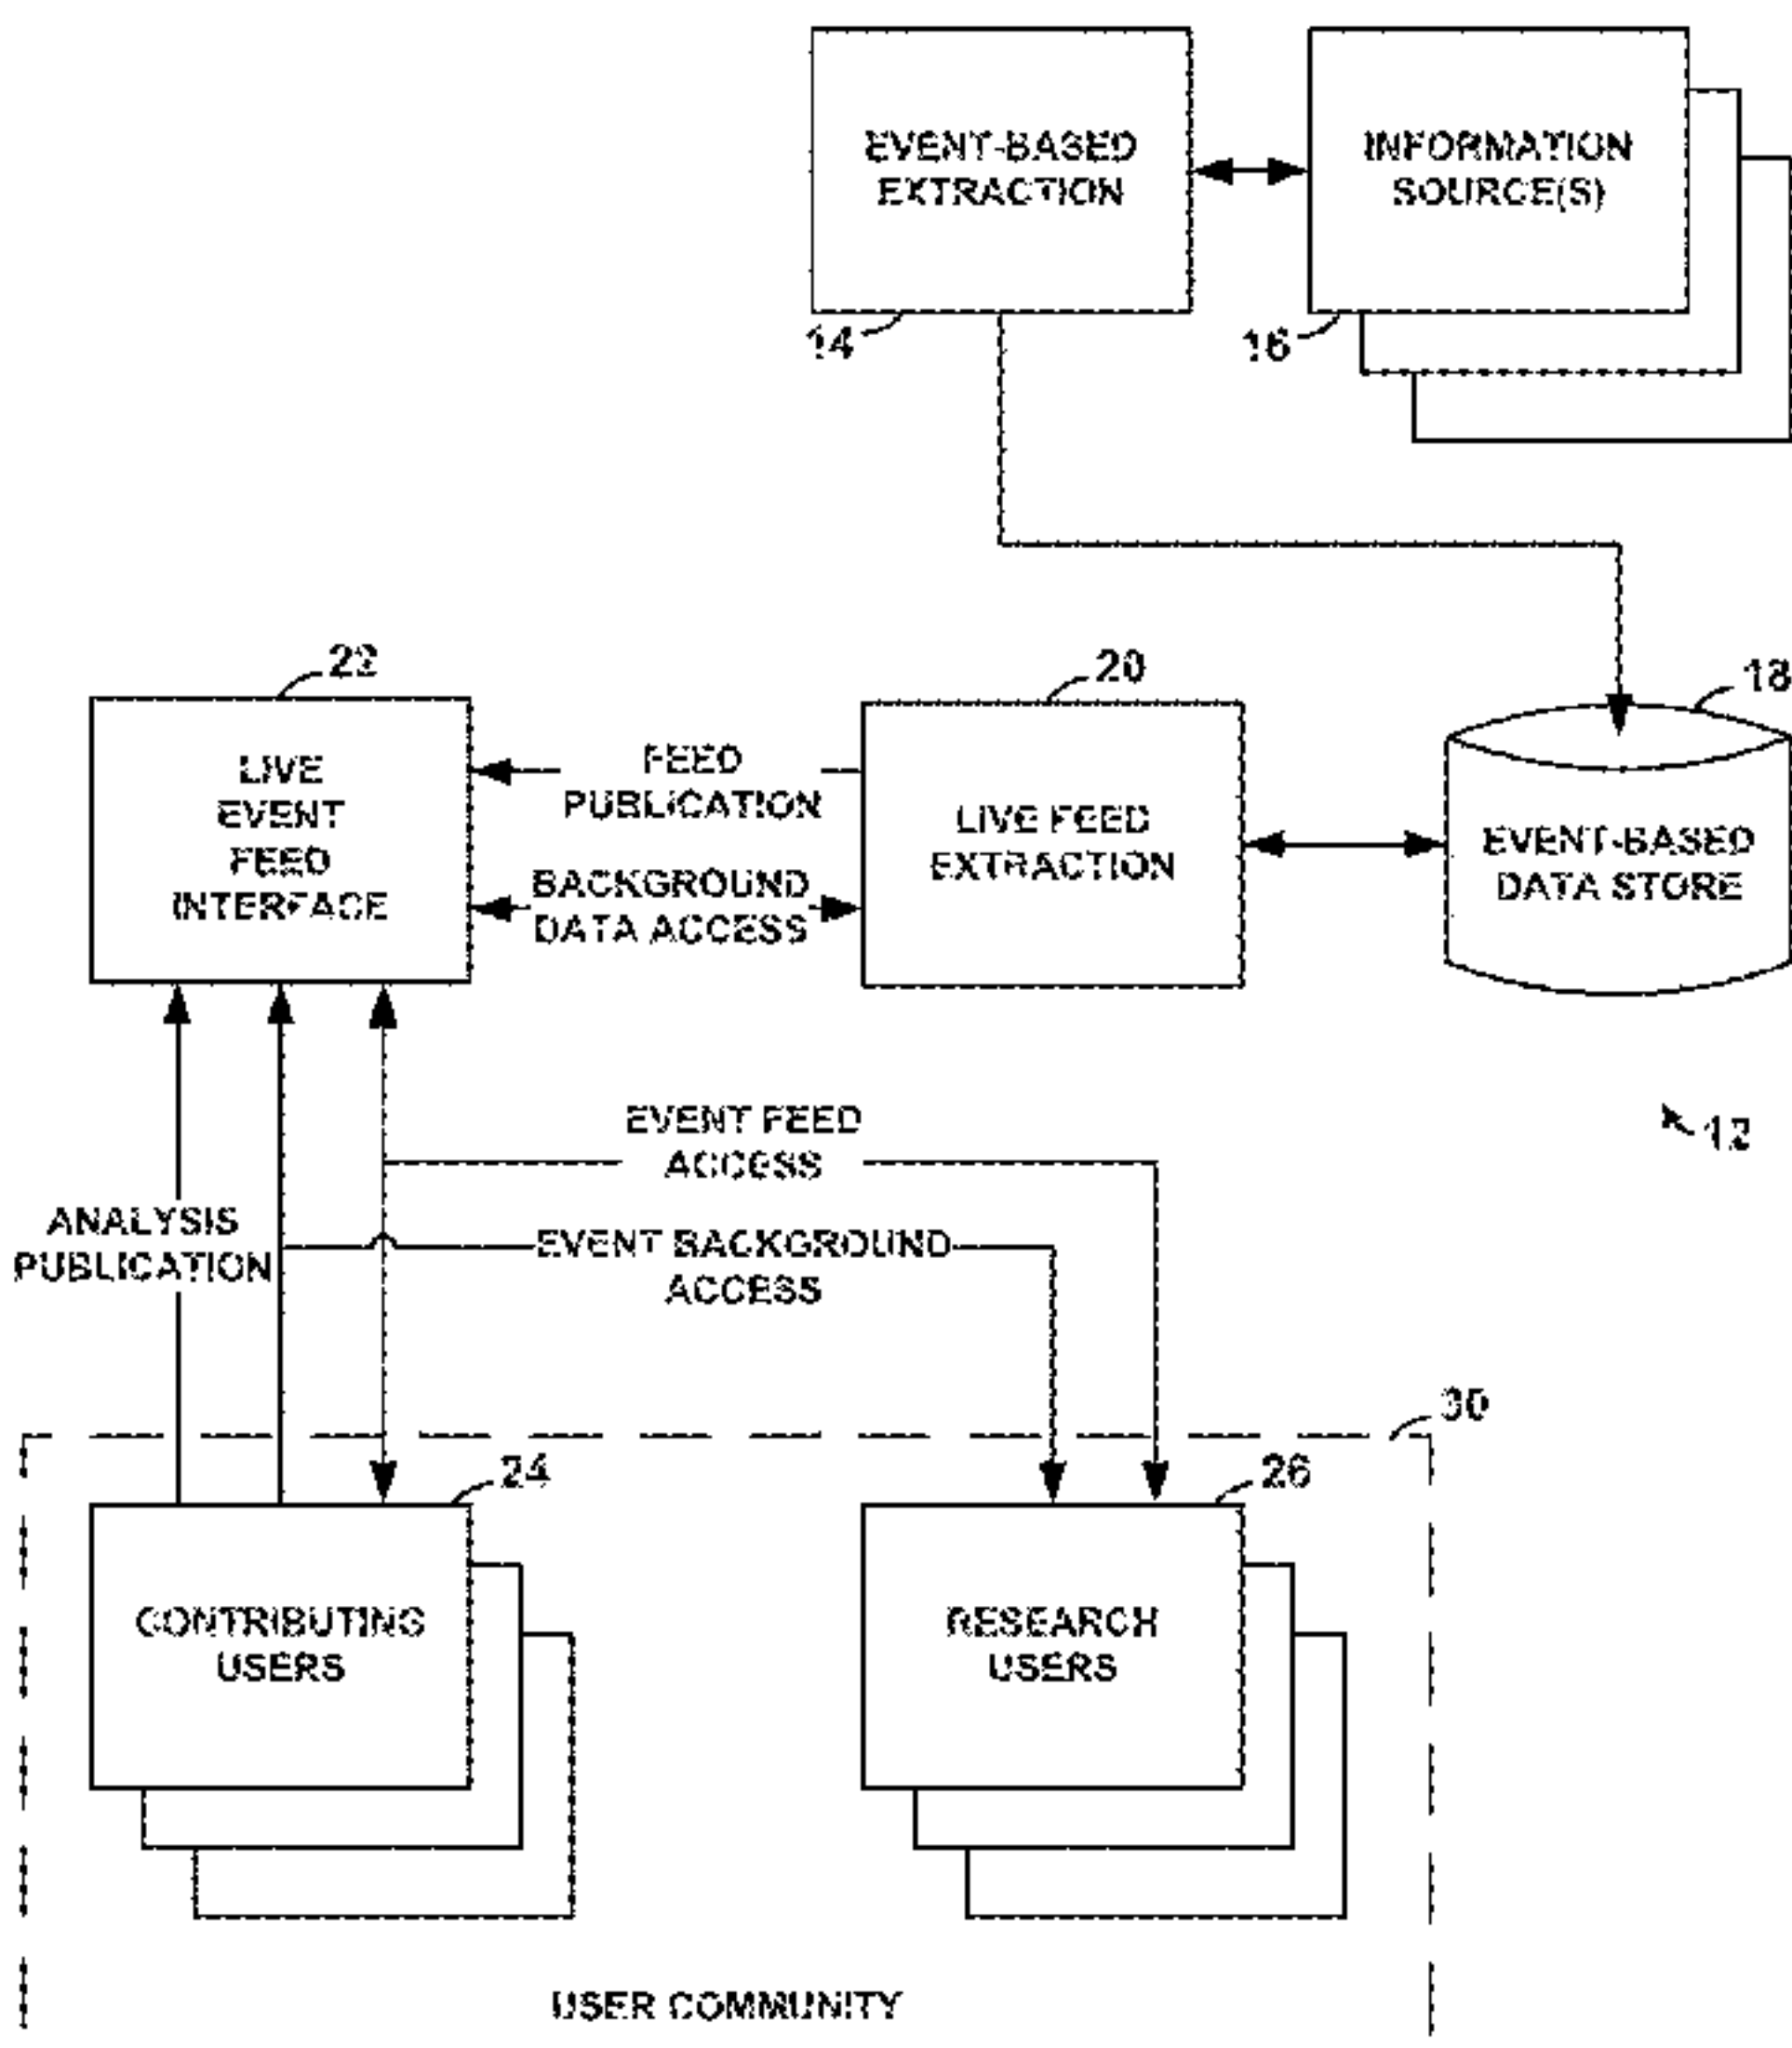 EVENT-BASED
EXTRACTION
INFORMATION
SOURCE(S)
14
16
22
20
18
LIVE
EVENT
FEED
INTERFACE
FEED
PUBLICATION
BACKGROUND
DATA ACCESS
LIVE FEED
EXTRACTION
EVENT-BASED
DATA STORE
12
EVENT FEED
ACCESS
ANALYSIS
PUBLICATION
EVENT BACKGROUND
ACCESS
30
24
26
CONTRIBUTING
USERS
RESEARCH
USERS
USER COMMUNITY